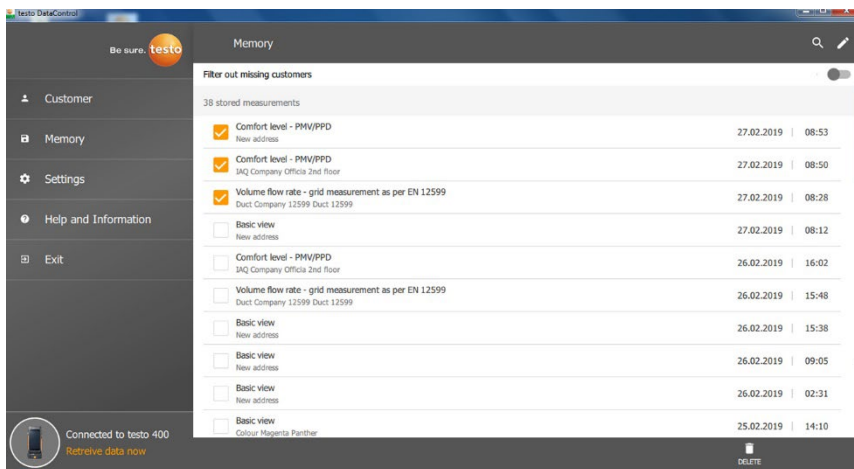 testo DataControl
Be sure. testo
Memory
Filter out missing customers
38 stored measurements
Customer
Memory
Settings
Help and Information
Exit
Comfort level - PMV/PPD
New address
27.02.2019 | 08:53
Comfort level - PMV/PPD
IAQ Company Officia 2nd floor
27.02.2019 | 08:50
Volume flow rate - grid measurement as per EN 12599
Duct Company 12599 Duct 12599
27.02.2019 | 08:28
Basic view
New address
27.02.2019 | 08:12
Comfort level - PMV/PPD
IAQ Company Officia 2nd floor
26.02.2019 | 16:02
Volume flow rate - grid measurement as per EN 12599
Duct Company 12599 Duct 12599
26.02.2019 | 15:48
Basic view
New address
26.02.2019 | 15:38
Basic view
New address
26.02.2019 | 09:05
Basic view
New address
26.02.2019 | 02:31
Basic view
Colour Magenta Panther
25.02.2019 | 14:10
Connected to testo 400
Retreive data now
DELETE